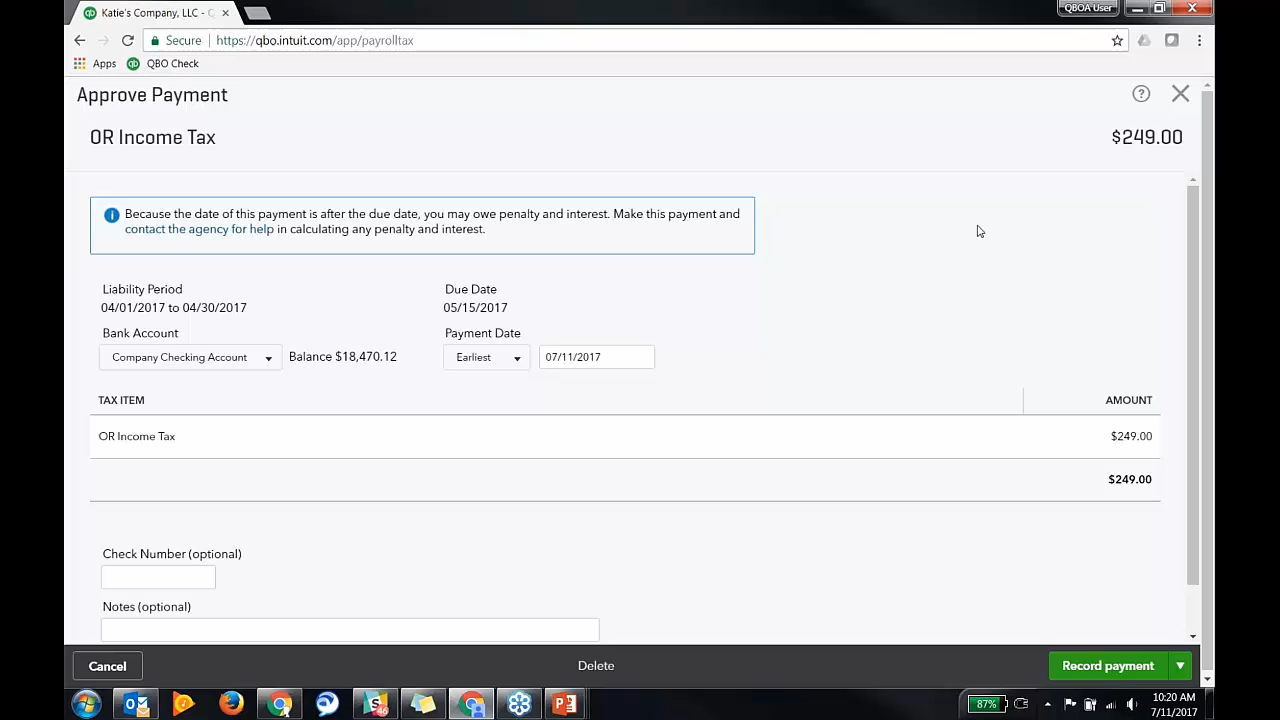 Katie's Company, LLC - Q
QBOA User
Secure https://qbo.intuit.com/app/payrolltax
Apps QBO Check
Approve Payment
OR Income Tax $249.00
Because the date of this payment is after the due date, you may owe penalty and interest. Make this payment and
contact the agency for help in calculating any penalty and interest.
Liability Period Due Date
04/01/2017 to 04/30/2017 05/15/2017
Bank Account Payment Date
Company Checking Account Balance $18,470.12 Earliest 07/11/2017
TAX ITEM AMOUNT
OR Income Tax $249.00
$249.00
Check Number (optional)
Notes (optional)
Cancel Delete Record payment
46
87%
10:20 AM
7/11/2017